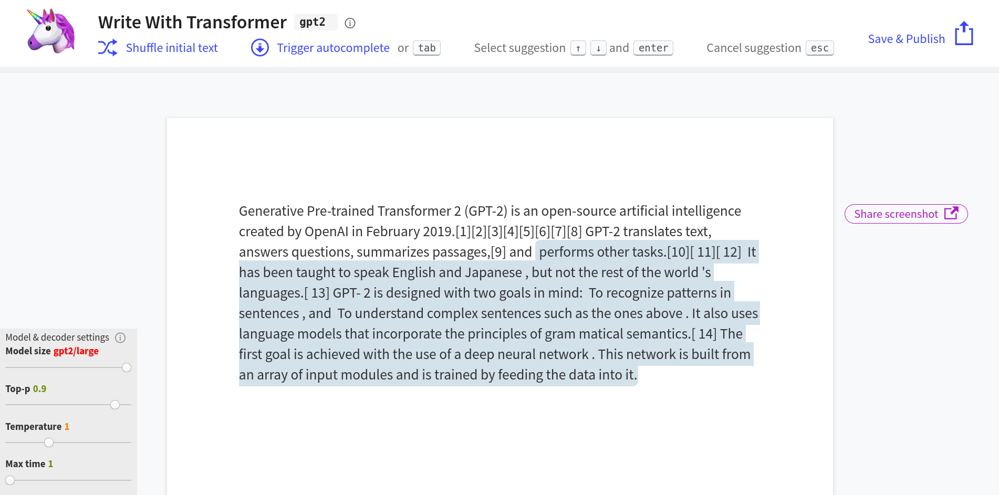 Write With Transformer gpt2
Shuffle initial text Trigger autocomplete or tab Select suggestion ↑ ↓ and enter Cancel suggestion esc Save & Publish
Generative Pre-trained Transformer 2 (GPT-2) is an open-source artificial intelligence
created by OpenAI in February 2019.[1][2][3][4][5][6][7][8] GPT-2 translates text,
answers questions, summarizes passages,[9] and performs other tasks.[10][ 11][ 12] It
has been taught to speak English and Japanese , but not the rest of the world 's
languages.[ 13] GPT- 2 is designed with two goals in mind: To recognize patterns in
sentences , and To understand complex sentences such as the ones above . It also uses
language models that incorporate the principles of gram matical semantics.[ 14] The
first goal is achieved with the use of a deep neural network . This network is built from
an array of input modules and is trained by feeding the data into it.
Share screenshot
Model & decoder settings
Model size gpt2/large
Top-p 0.9
Temperature 1
Max time 1